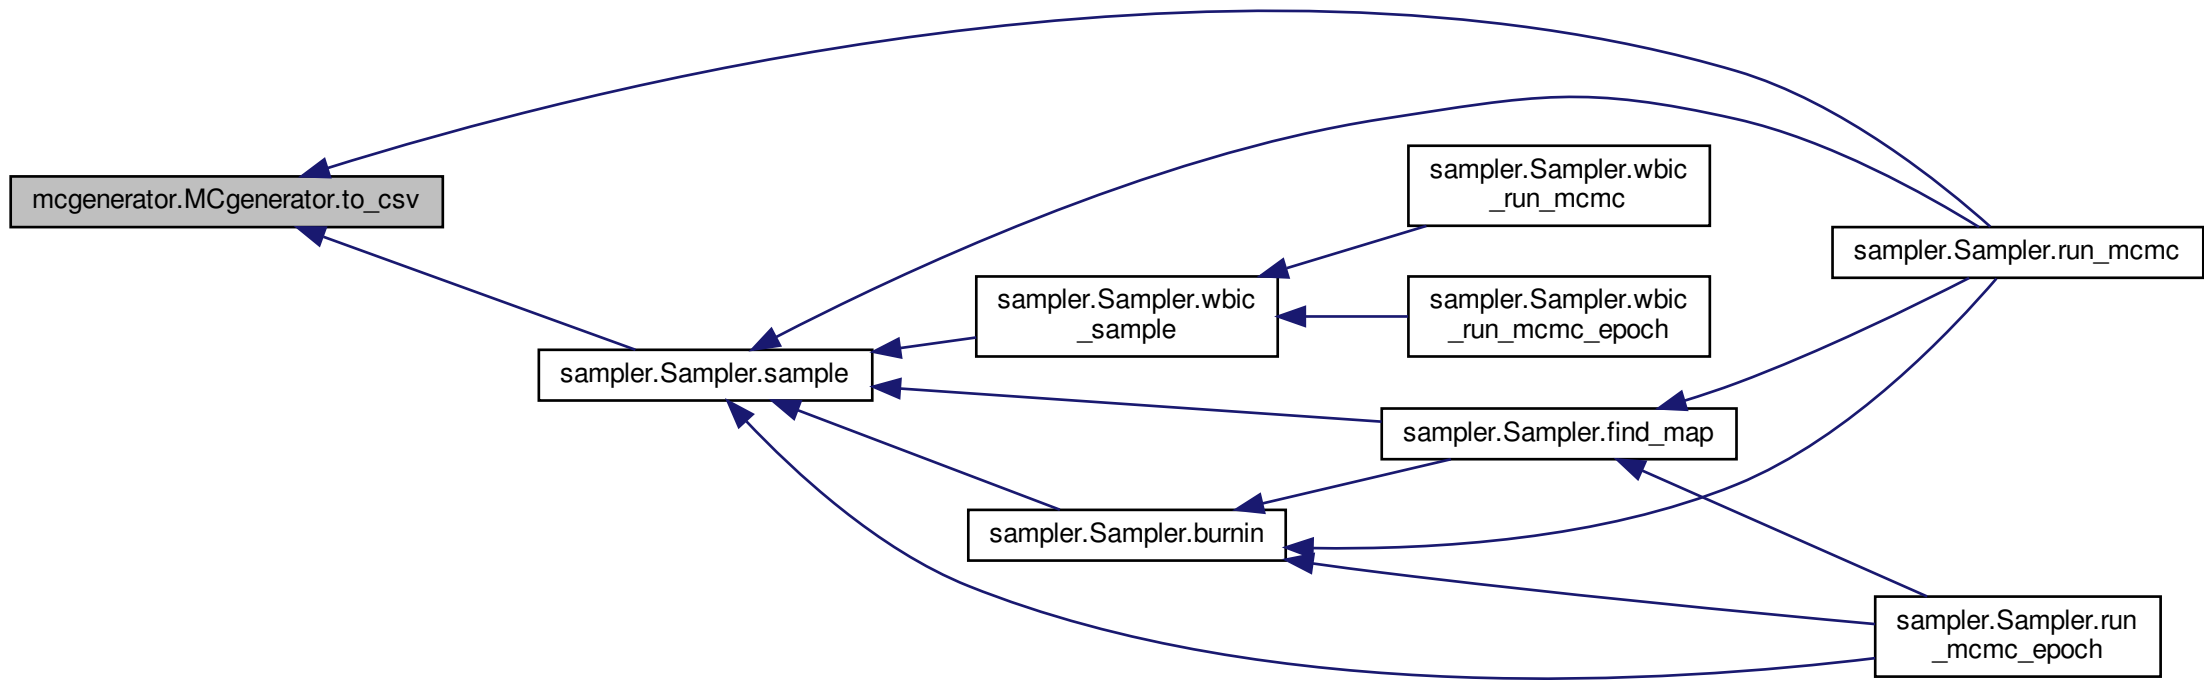 mcgenerator.MCgenerator.to_csv
sampler.Sampler.sample
sampler.Sampler.wbic
_sample
sampler.Sampler.burnin
sampler.Sampler.wbic
_run_mcmc
sampler.Sampler.wbic
_run_mcmc_epoch
sampler.Sampler.find_map
sampler.Sampler.run_mcmc
sampler.Sampler.run
_mcmc_epoch